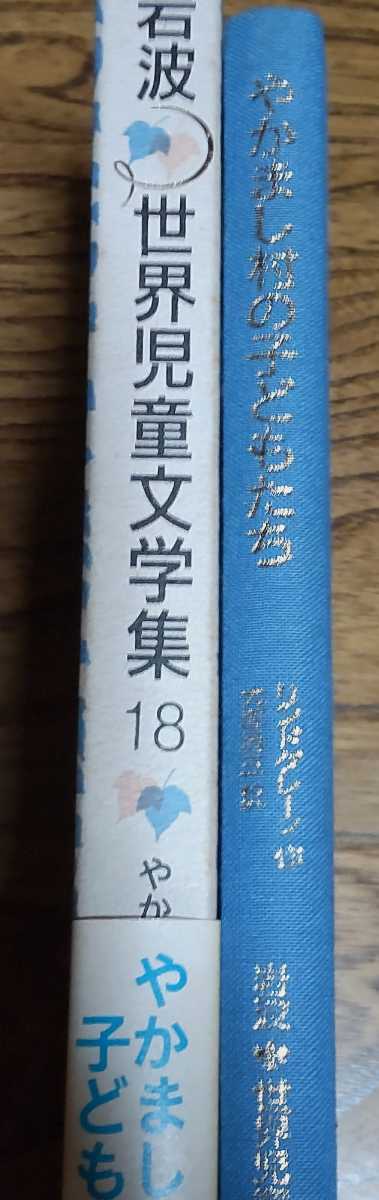 岩波
世界児童文学集
18
やか
やまし
子ども
やかまし村の子どもたち
リンドグレーン作
大塚勇三訳
岩波 世界児